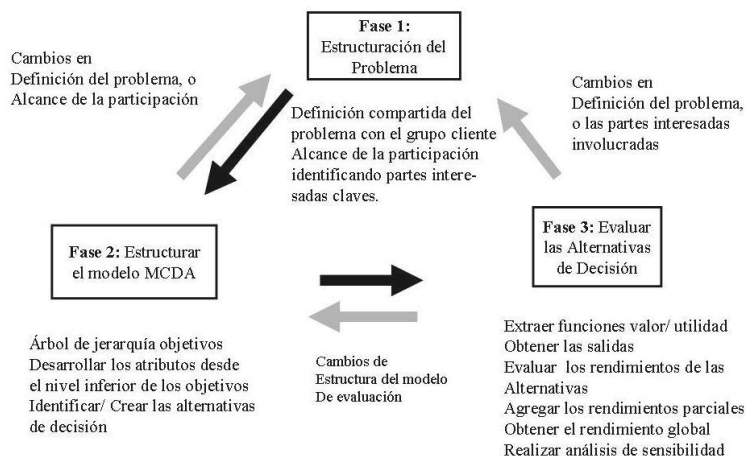 Fase 1:
Estructuración del
Problema
Cambios en
Definición del problema, o
Alcance de la participación
Cambios en
Definición del problema,
o las partes interesadas
involucradas
Definición compartida del
problema con el grupo cliente
Alcance de la participación
identificando partes intere-
sadas claves.
Fase 2: Estructurar
el modelo MCDA
Fase 3: Evaluar
las Alternativas
de Decisión
Árbol de jerarquía objetivos
Desarrollar los atributos desde
el nivel inferior de los objetivos
Identificar/ Crear las alternativas
de decisión
Cambios de
Estructura del modelo
De evaluación
Extraer funciones valor/ utilidad
Obtener las salidas
Evaluar los rendimientos de las
Alternativas
Agregar los rendimientos parciales
Obtener el rendimiento global
Realizar análisis de sensibilidad